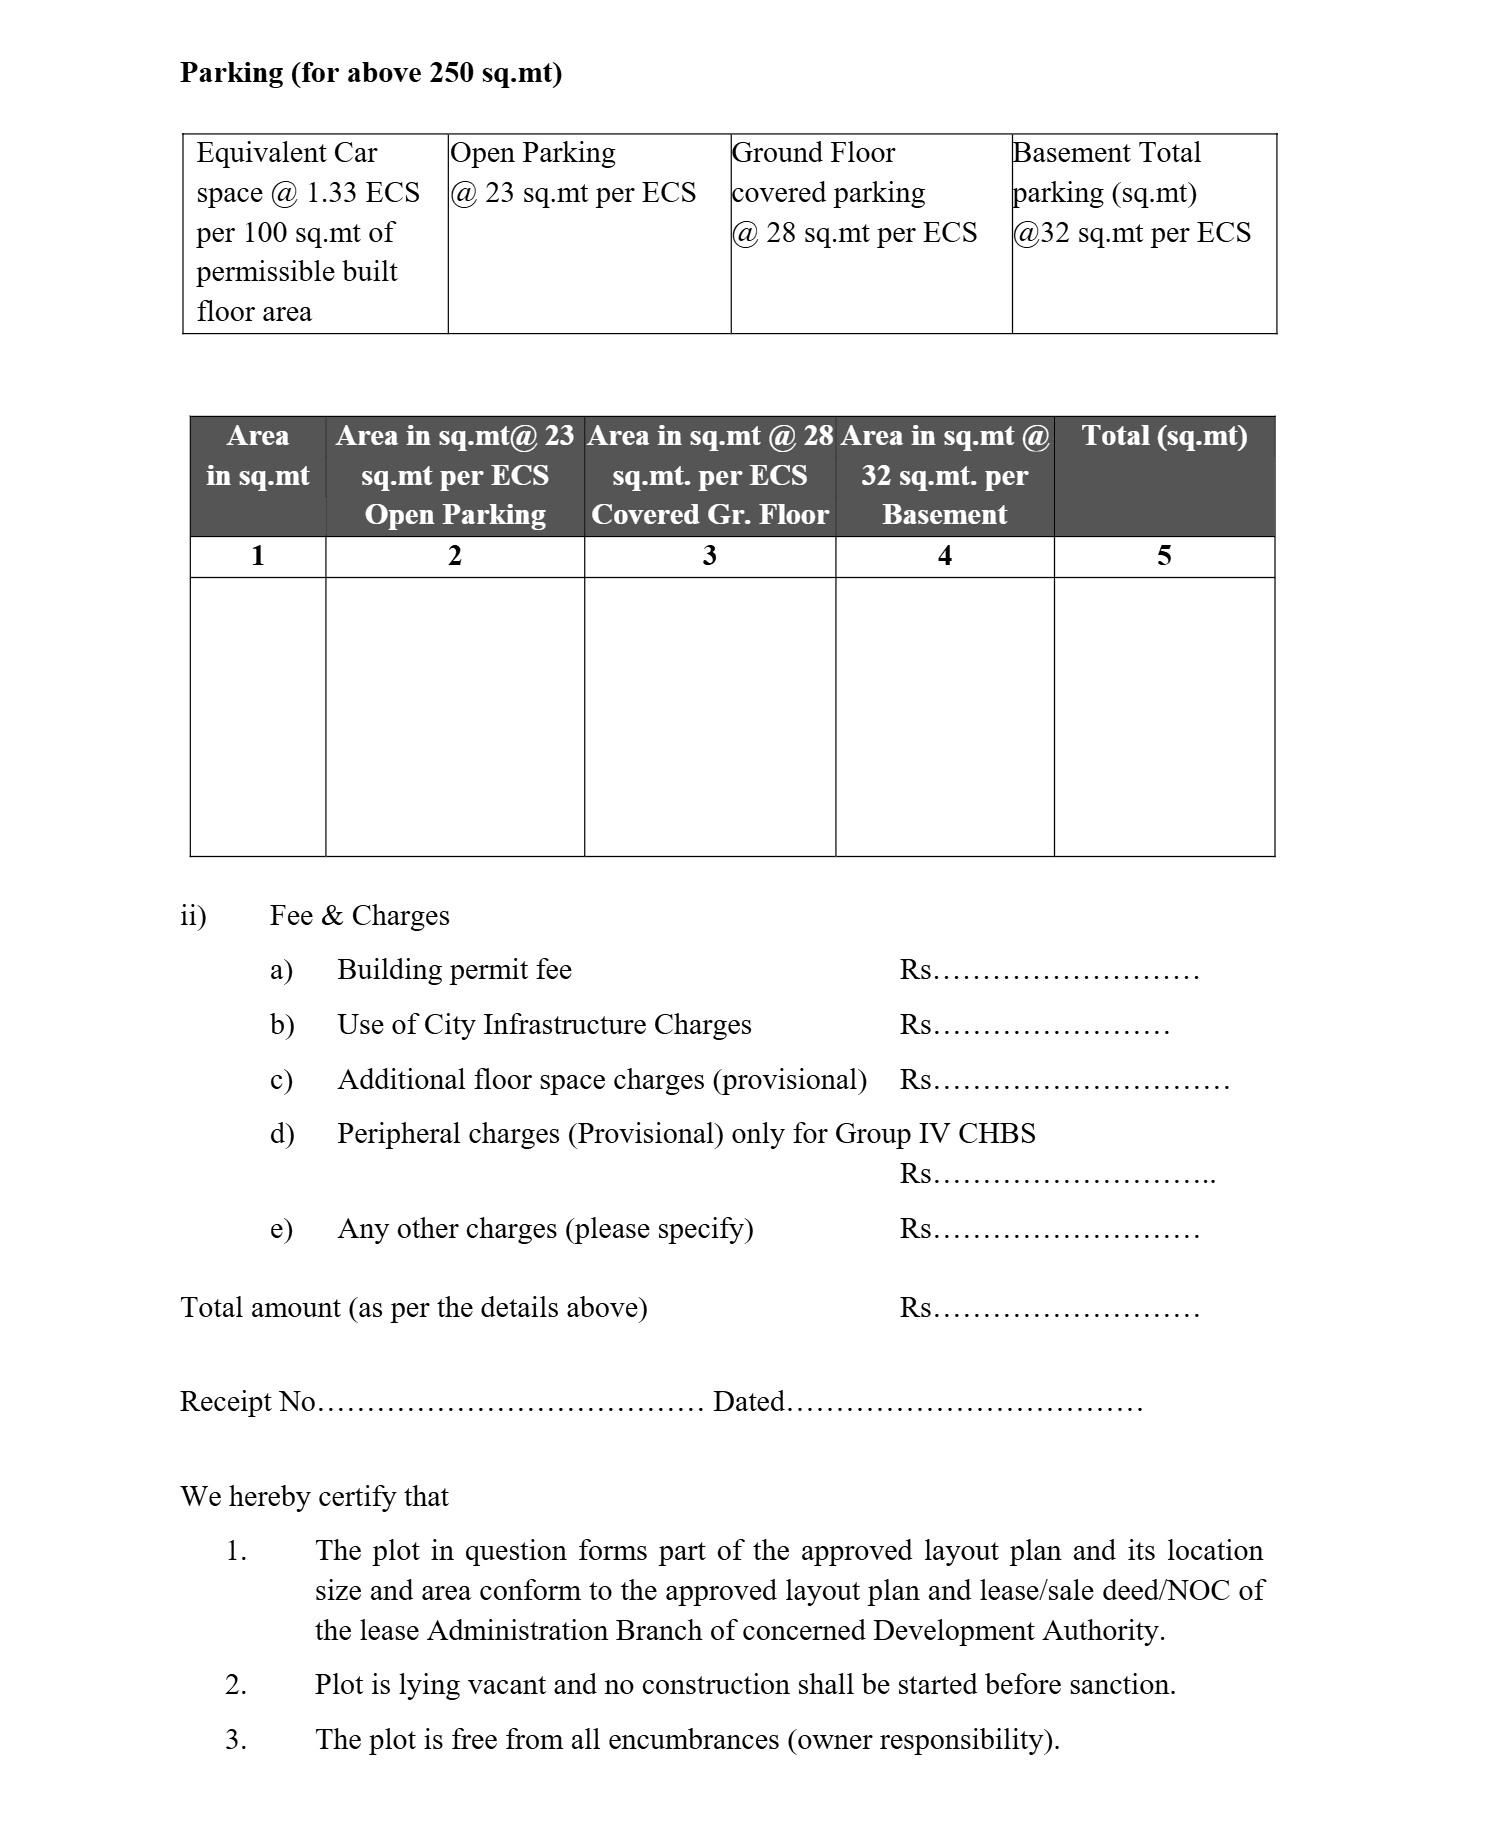 Parking (for above 250 sq.mt)
Equivalent Car
space @ 1.33 ECS
per 100 sq.mt of
permissible built
floor area
Open Parking
@ 23 sq.mt per ECS
Ground Floor
covered parking
@ 28 sq.mt per ECS
Basement Total
parking (sq.mt)
@32 sq.mt per ECS
Area
in sq.mt
Area in sq.mt@ 23
sq.mt per ECS
Open Parking
Area in sq.mt @ 28
sq.mt. per ECS
Covered Gr. Floor
Area in sq.mt @
32 sq.mt. per
Basement
Total (sq.mt)
1 2 3 4 5
ii) Fee & Charges
a) Building permit fee Rs………………………
b) Use of City Infrastructure Charges Rs……………………
c) Additional floor space charges (provisional) Rs…………………………
d) Peripheral charges (Provisional) only for Group IV CHBS
Rs………………………..
e) Any other charges (please specify) Rs………………………
Total amount (as per the details above) Rs………………………
Receipt No………………………………… Dated………………………………
We hereby certify that
1. The plot in question forms part of the approved layout plan and its location
size and area conform to the approved layout plan and lease/sale deed/NOC of
the lease Administration Branch of concerned Development Authority.
2. Plot is lying vacant and no construction shall be started before sanction.
3. The plot is free from all encumbrances (owner responsibility).